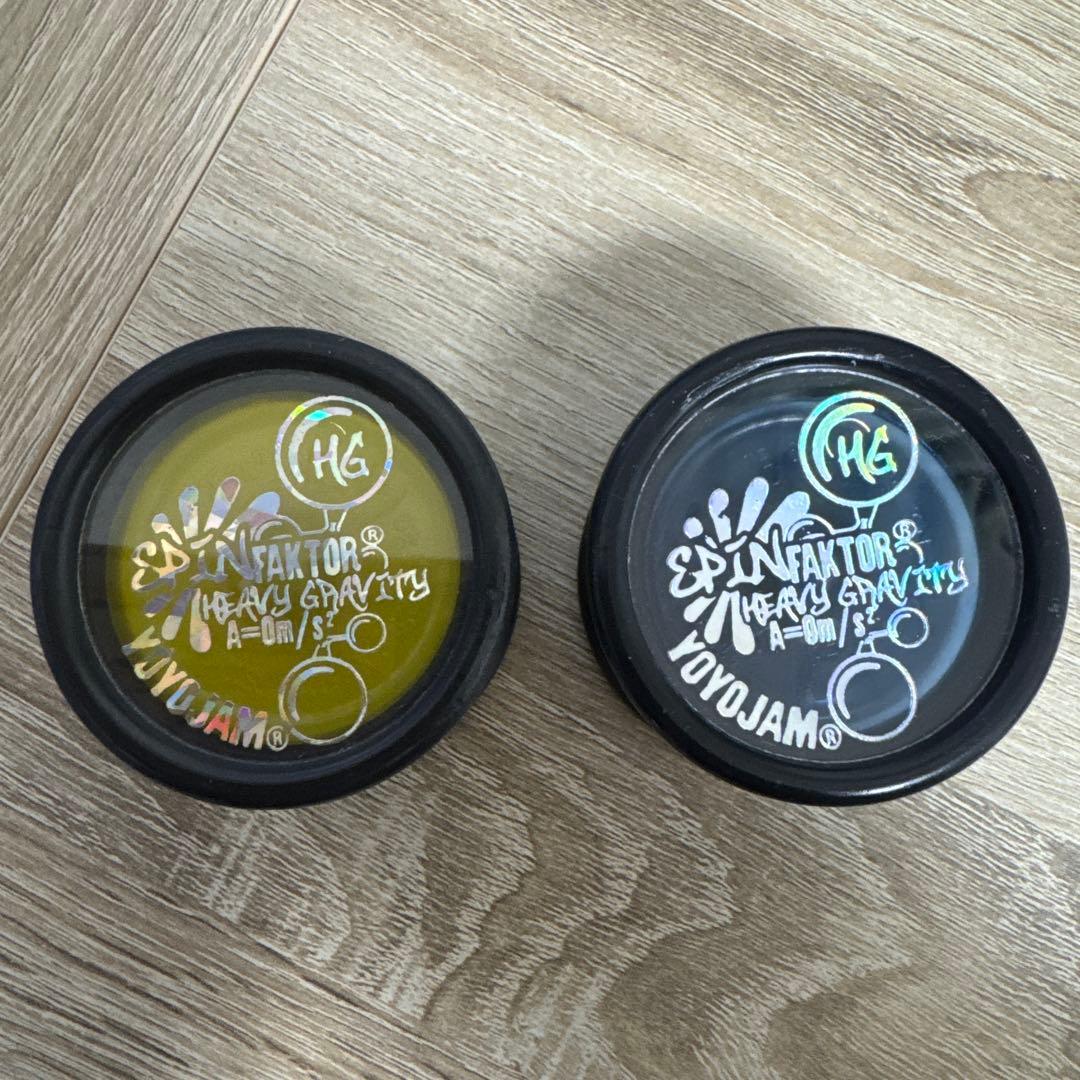 HG
SPINFAKTOR®
HEAVY GRAVITY
A=0m/s²
YOYOJAM®
HG
SPINFAKTOR®
HEAVY GRAVITY
A=0m/s²
YOYOJAM®